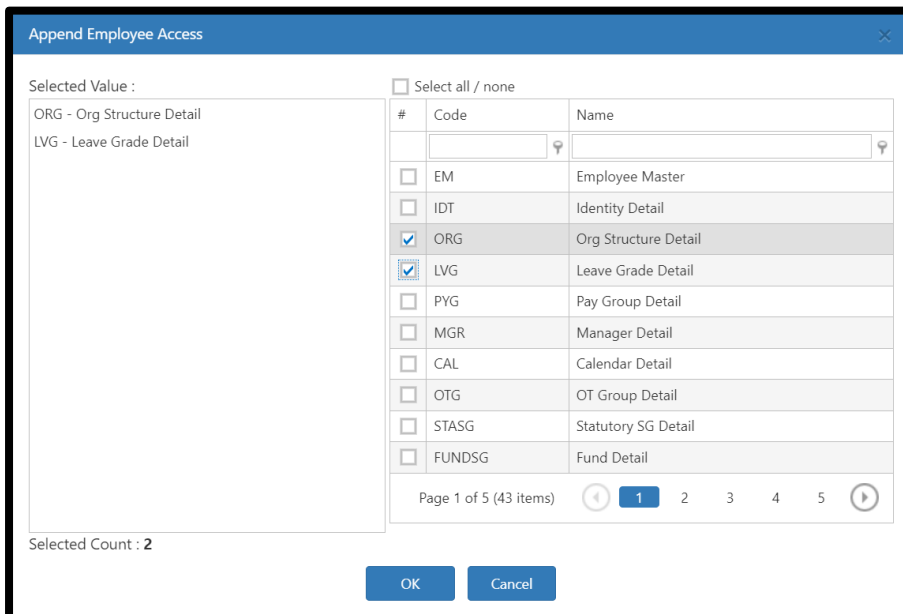 Append Employee Access
Selected Value :
ORG - Org Structure Detail
LVG - Leave Grade Detail
Selected Count : 2
Select all / none
# Code Name
EM Employee Master
IDT Identity Detail
ORG Org Structure Detail
LVG Leave Grade Detail
PYG Pay Group Detail
MGR Manager Detail
CAL Calendar Detail
OTG OT Group Detail
STASG Statutory SG Detail
FUNDSG Fund Detail
Page 1 of 5 (43 items) 1 2 3 4 5
OK Cancel